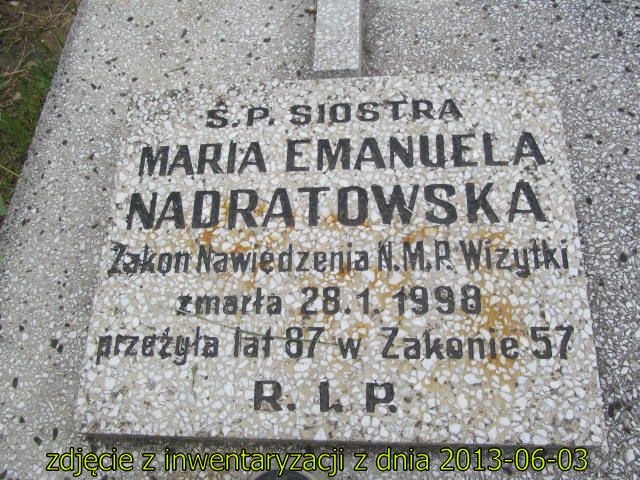 Ś.P. SIOSTRA
MARIA EMANUELA
NADRATOWSKA
Zakon Nawiedzenia N.M.P. Wizytki
zmarła 28.1.1998
przeżyła lat 87 w Zakonie 57
R. I. P.
zdjęcie z inwentaryzacji z dnia 2013-06-03